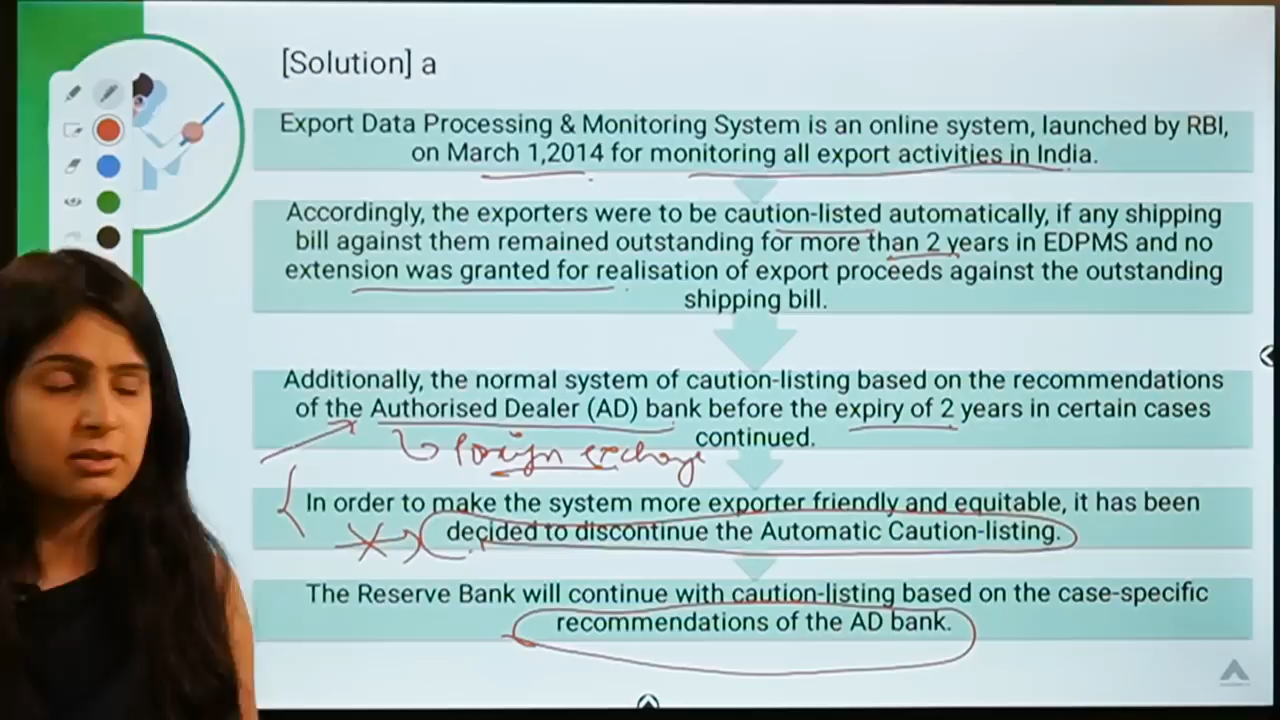 [Solution] a
Export Data Processing & Monitoring System is an online system, launched by RBI,
on March 1,2014 for monitoring all export activities in India.
Accordingly, the exporters were to be caution-listed automatically, if any shipping
bill against them remained outstanding for more than 2 years in EDPMS and no
extension was granted for realisation of export proceeds against the outstanding
shipping bill.
Additionally, the normal system of caution-listing based on the recommendations
of the Authorised Dealer (AD) bank before the expiry of 2 years in certain cases
continued.
foreign exchange
In order to make the system more exporter friendly and equitable, it has been
decided to discontinue the Automatic Caution-listing.
The Reserve Bank will continue with caution-listing based on the case-specific
recommendations of the AD bank.